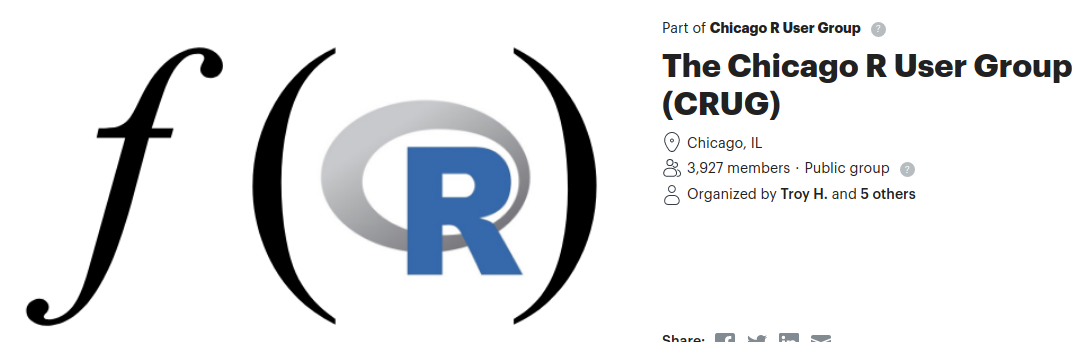 f(R)
Part of Chicago R User Group ?
The Chicago R User Group
(CRUG)
Chicago, IL
3,927 members · Public group ?
Organized by Troy H. and 5 others
Share: